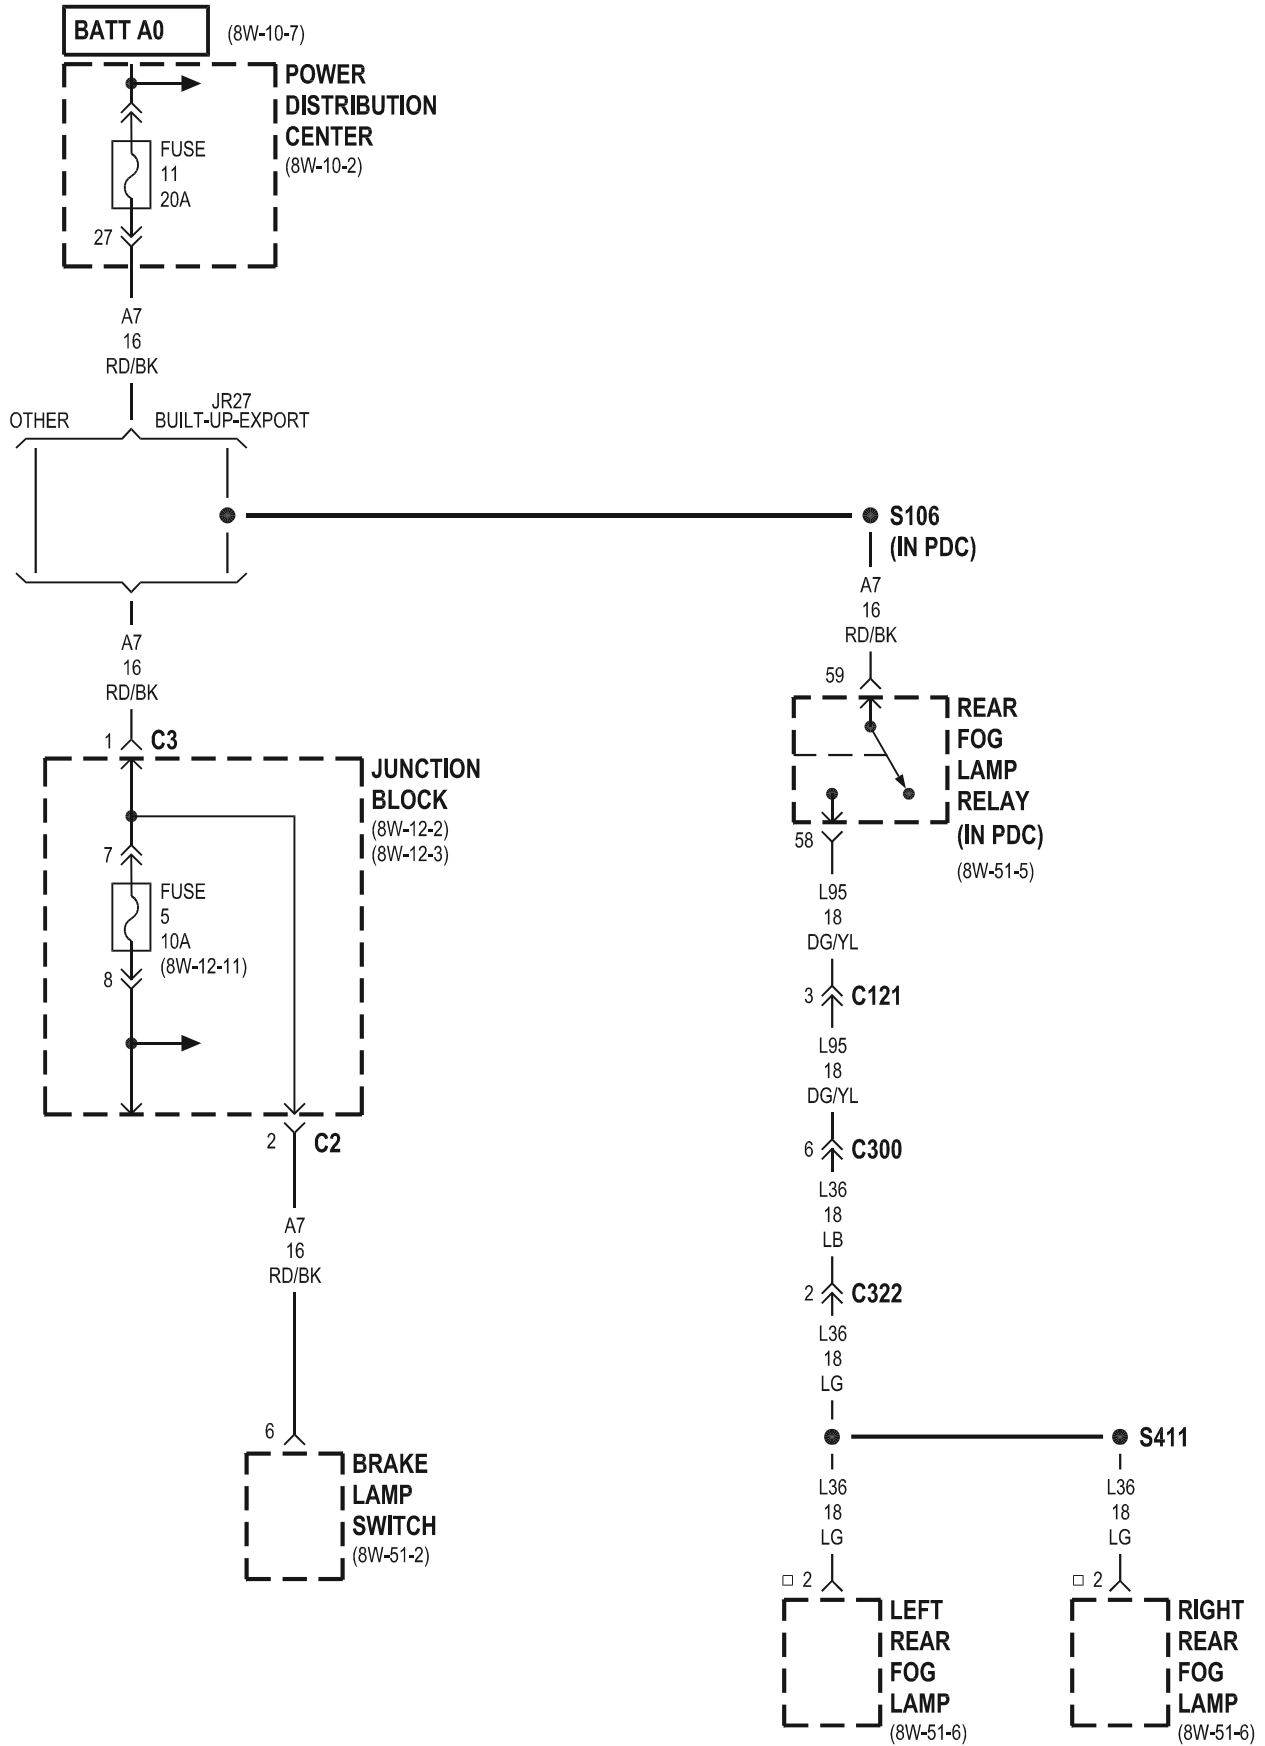 BATT A0
(8W-10-7)
POWER
DISTRIBUTION
CENTER
(8W-10-2)
FUSE
11
20A
27
A7
16
RD/BK
OTHER
JR27
BUILT-UP-EXPORT
S106
(IN PDC)
A7
16
RD/BK
A7
16
RD/BK
59
REAR
FOG
LAMP
RELAY
(IN PDC)
(8W-51-5)
1
C3
JUNCTION
BLOCK
(8W-12-2)
(8W-12-3)
7
FUSE
5
10A
(8W-12-11)
8
58
L95
18
DG/YL
3
C121
L95
18
DG/YL
2
C2
6
C300
L36
18
LB
A7
16
RD/BK
2
C322
L36
18
LG
6
BRAKE
LAMP
SWITCH
(8W-51-2)
S411
L36
18
LG
L36
18
LG
□ 2
□ 2
LEFT
REAR
FOG
LAMP
(8W-51-6)
RIGHT
REAR
FOG
LAMP
(8W-51-6)